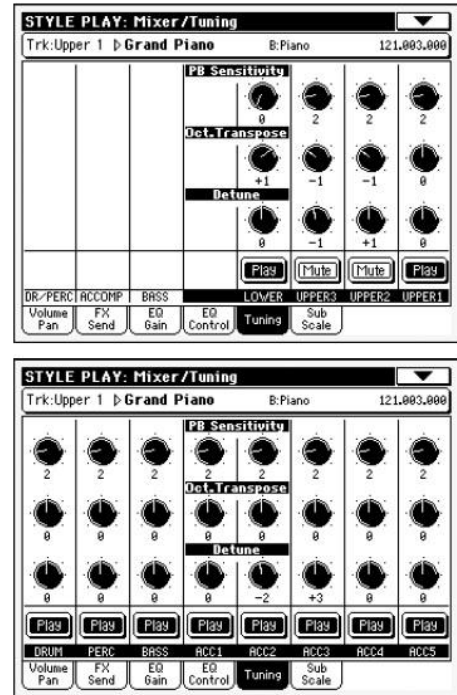 STYLE PLAY: Mixer/Tuning
Trk:Upper 1 Grand Piano B:Piano 121.003.000
PB Sensitivity
0 2 2 2
Oct.Transpose
+1 -1 -1 0
Detune
0 -1 +1 0
Play Mute Mute Play
DR/PERC ACCOMP BASS LOWER UPPER3 UPPER2 UPPER1
Volume Pan FX Send EQ Gain EQ Control Tuning Sub Scale
STYLE PLAY: Mixer/Tuning
Trk:Upper 1 Grand Piano B:Piano 121.003.000
PB Sensitivity
2 2 2 2 2 2 2 2
Oct.Transpose
0 0 0 0 0 0 0 0
Detune
0 0 0 0 -2 +3 0 0
Play Play Play Play Play Play Play Play
DRUM PERC BASS ACC1 ACC2 ACC3 ACC4 ACC5
Volume Pan FX Send EQ Gain EQ Control Tuning Sub Scale